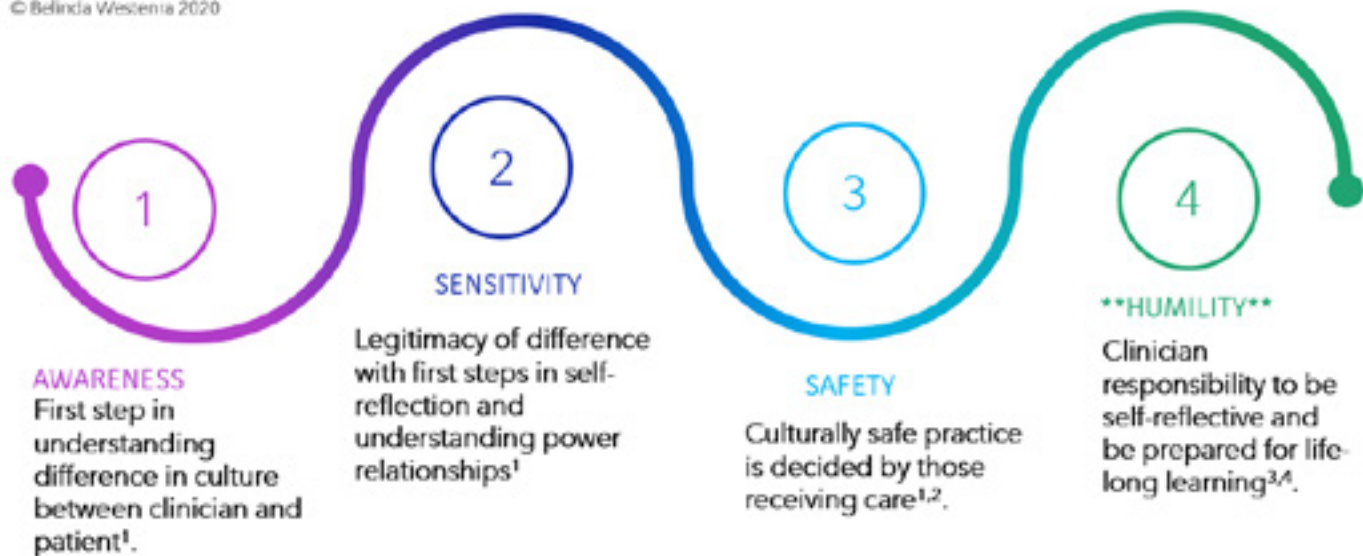 © Belinda Westenra 2020
1
AWARENESS
First step in
understanding
difference in culture
between clinician and
patient¹.
2
SENSITIVITY
Legitimacy of difference
with first steps in self-
reflection and
understanding power
relationships¹
3
SAFETY
Culturally safe practice
is decided by those
receiving care¹,².
4
**HUMILITY**
Clinician
responsibility to be
self-reflective and
be prepared for life-
long learning³,⁴.